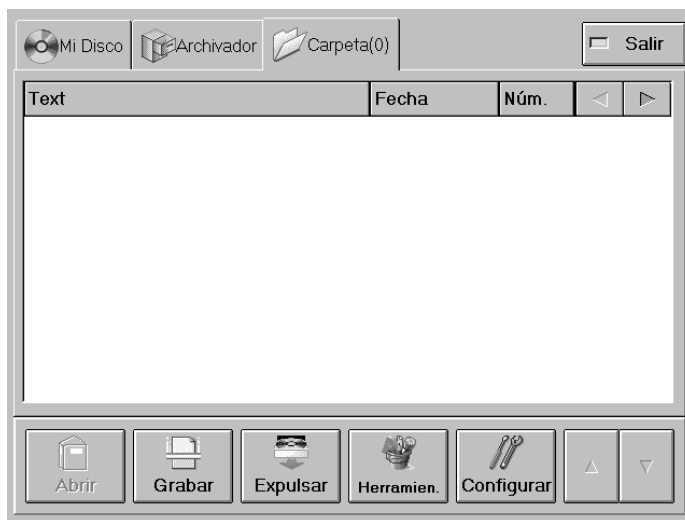 Mi Disco Archivador Carpeta(0) Salir
Text Fecha Núm.
Abrir Grabar Expulsar Herramien. Configurar